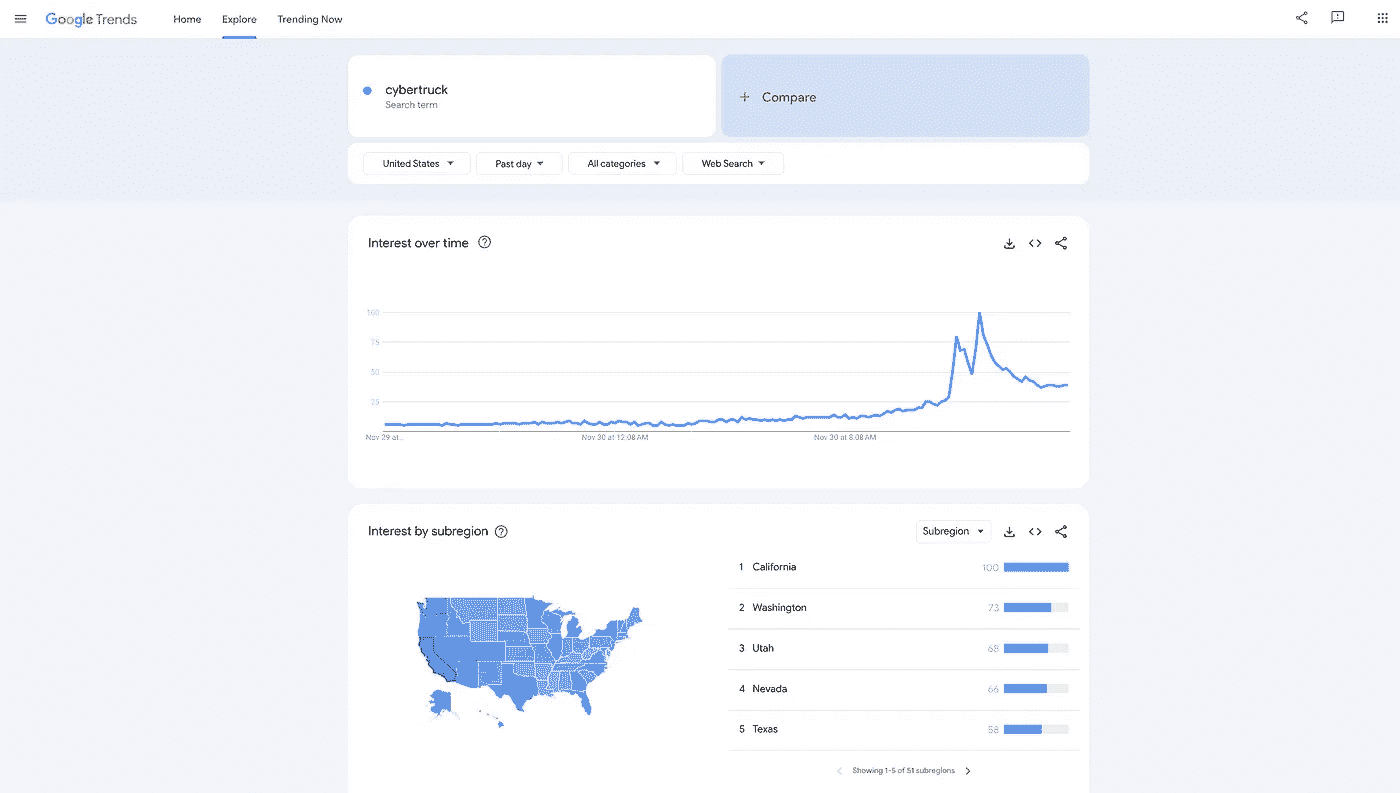 Google Trends
Home
Explore
Trending Now
cybertruck
Search term
+ Compare
United States
Past day
All categories
Web Search
Interest over time
100
75
50
25
Nov 29 at...
Nov 30 at 12:08 AM
Nov 30 at 8:08 AM
Interest by subregion
Subregion
1 California 100
2 Washington 73
3 Utah 68
4 Nevada 66
5 Texas 58
Showing 1-5 of 51 subregions